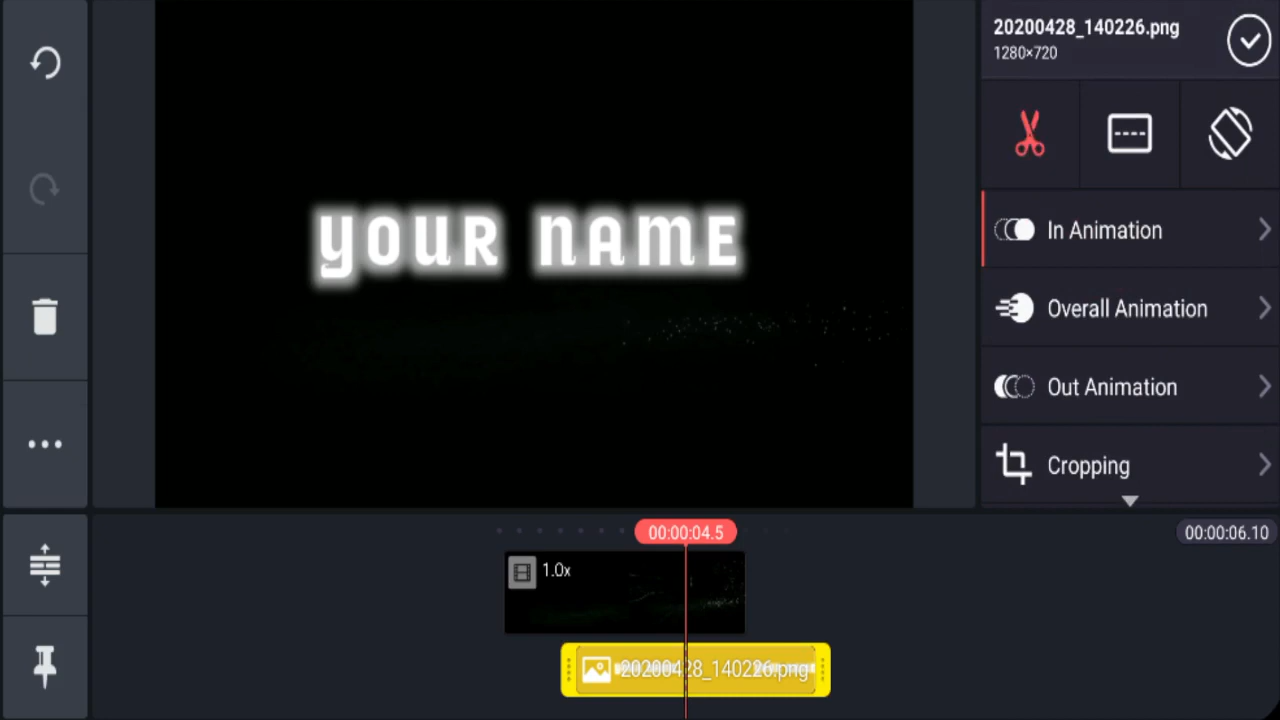 20200428_140226.png
1280×720
YOUR NAME
In Animation
Overall Animation
Out Animation
Cropping
00:00:04.5
00:00:06.10
1.0x
20200428_140226.png